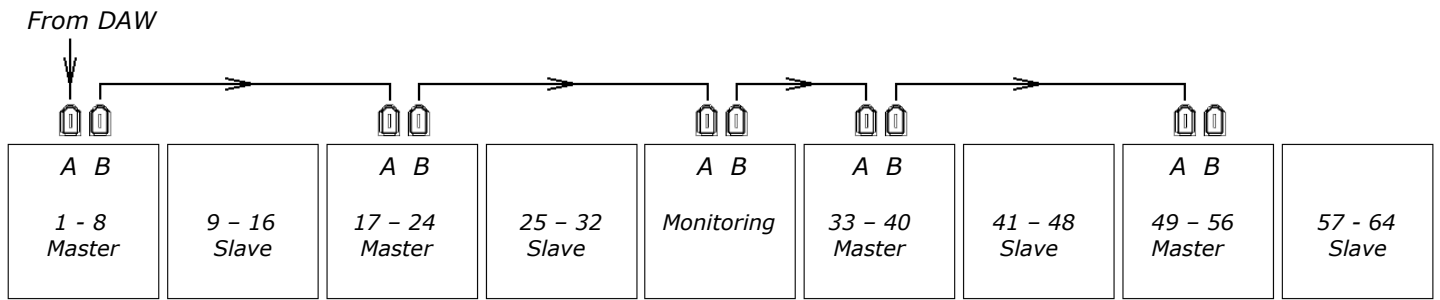 From DAW
A B
A B
A B
A B
A B
1 - 8
Master
9 – 16
Slave
17 – 24
Master
25 – 32
Slave
Monitoring
33 – 40
Master
41 – 48
Slave
49 – 56
Master
57 - 64
Slave